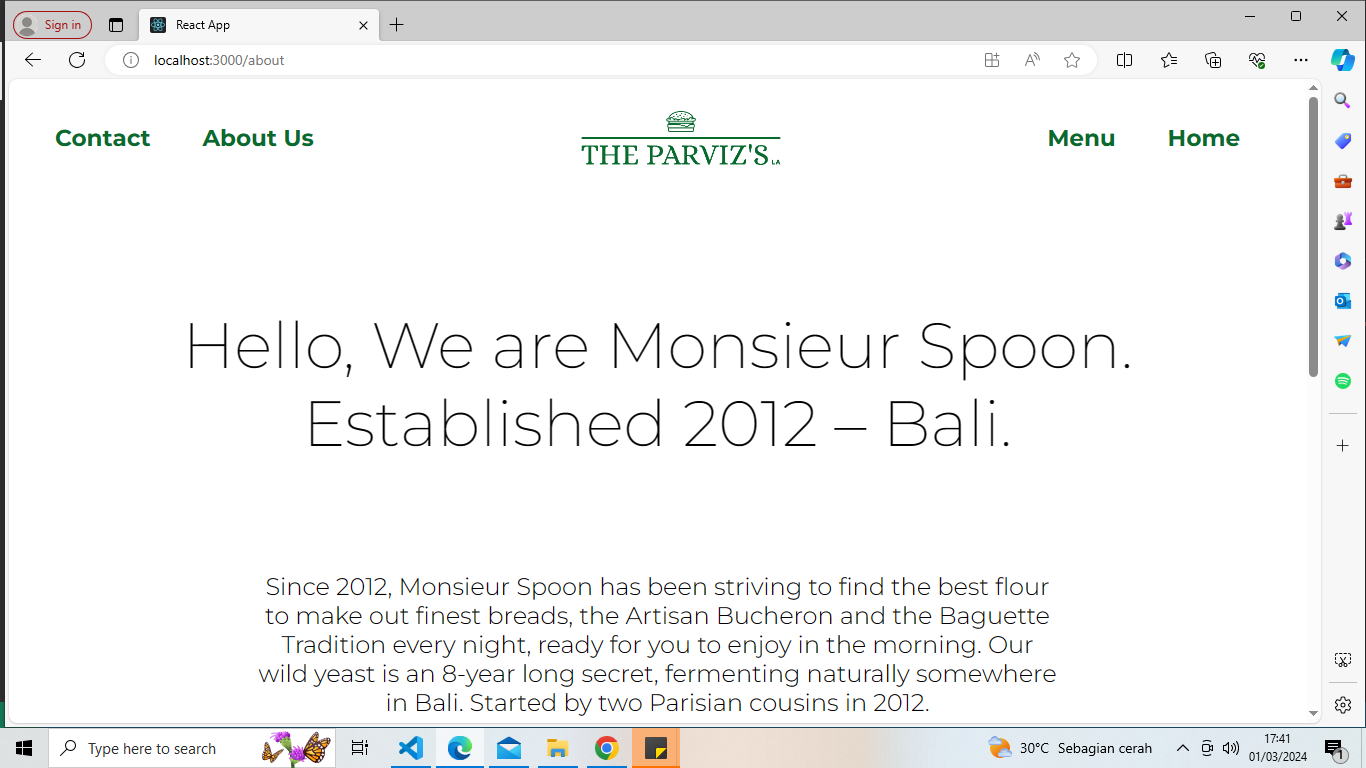 Sign in
React App
localhost:3000/about
Contact
About Us
THE PARVIZ'S LA
Menu
Home
Hello, We are Monsieur Spoon.
Established 2012 – Bali.
Since 2012, Monsieur Spoon has been striving to find the best flour
to make out finest breads, the Artisan Bucheron and the Baguette
Tradition every night, ready for you to enjoy in the morning. Our
wild yeast is an 8-year long secret, fermenting naturally somewhere
in Bali. Started by two Parisian cousins in 2012.
Type here to search
30°C Sebagian cerah
17:41
01/03/2024
1